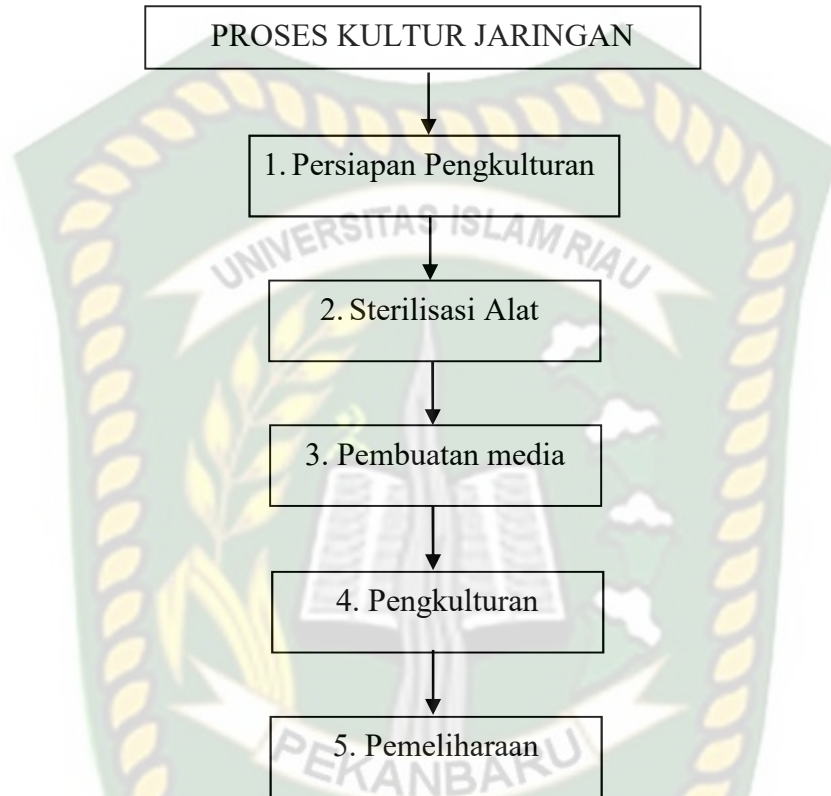 PROSES KULTUR JARINGAN
1. Persiapan Pengkulturan
UNIVERSITAS ISLAM RIAU
2. Sterilisasi Alat
3. Pembuatan media
4. Pengkulturan
5. Pemeliharaan
PEKANBARU